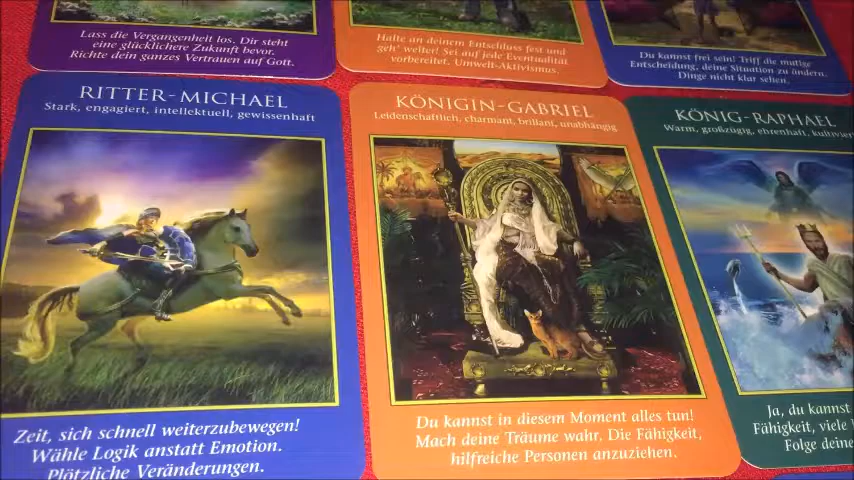 Lass die Vergangenheit los. Dir steht
eine glücklichere Zukunft bevor.
Richte dein ganzes Vertrauen auf Gott.
Halte an deinem Entschluss fest und
geh' weiter! Sei auf jede Eventualität
vorbereitet. Umwelt-Aktivismus.
Du kannst frei sein! Triff die mutige
Entscheidung, deine Situation zu ändern.
Dinge nicht klar sehen.
RITTER-MICHAEL
Stark, engagiert, intellektuell, gewissenhaft
Zeit, sich schnell weiterzubewegen!
Wähle Logik anstatt Emotion.
Plötzliche Veränderungen.
KÖNIGIN-GABRIEL
Leidenschaftlich, charmant, brillant, unabhängig
Du kannst in diesem Moment alles tun!
Mach deine Träume wahr. Die Fähigkeit,
hilfreiche Personen anzuziehen.
KÖNIG-RAPHAEL
Warm, großzügig, ehrenhaft, kultivier
Ja, du kannst
Fähigkeit, viele
Folge deine